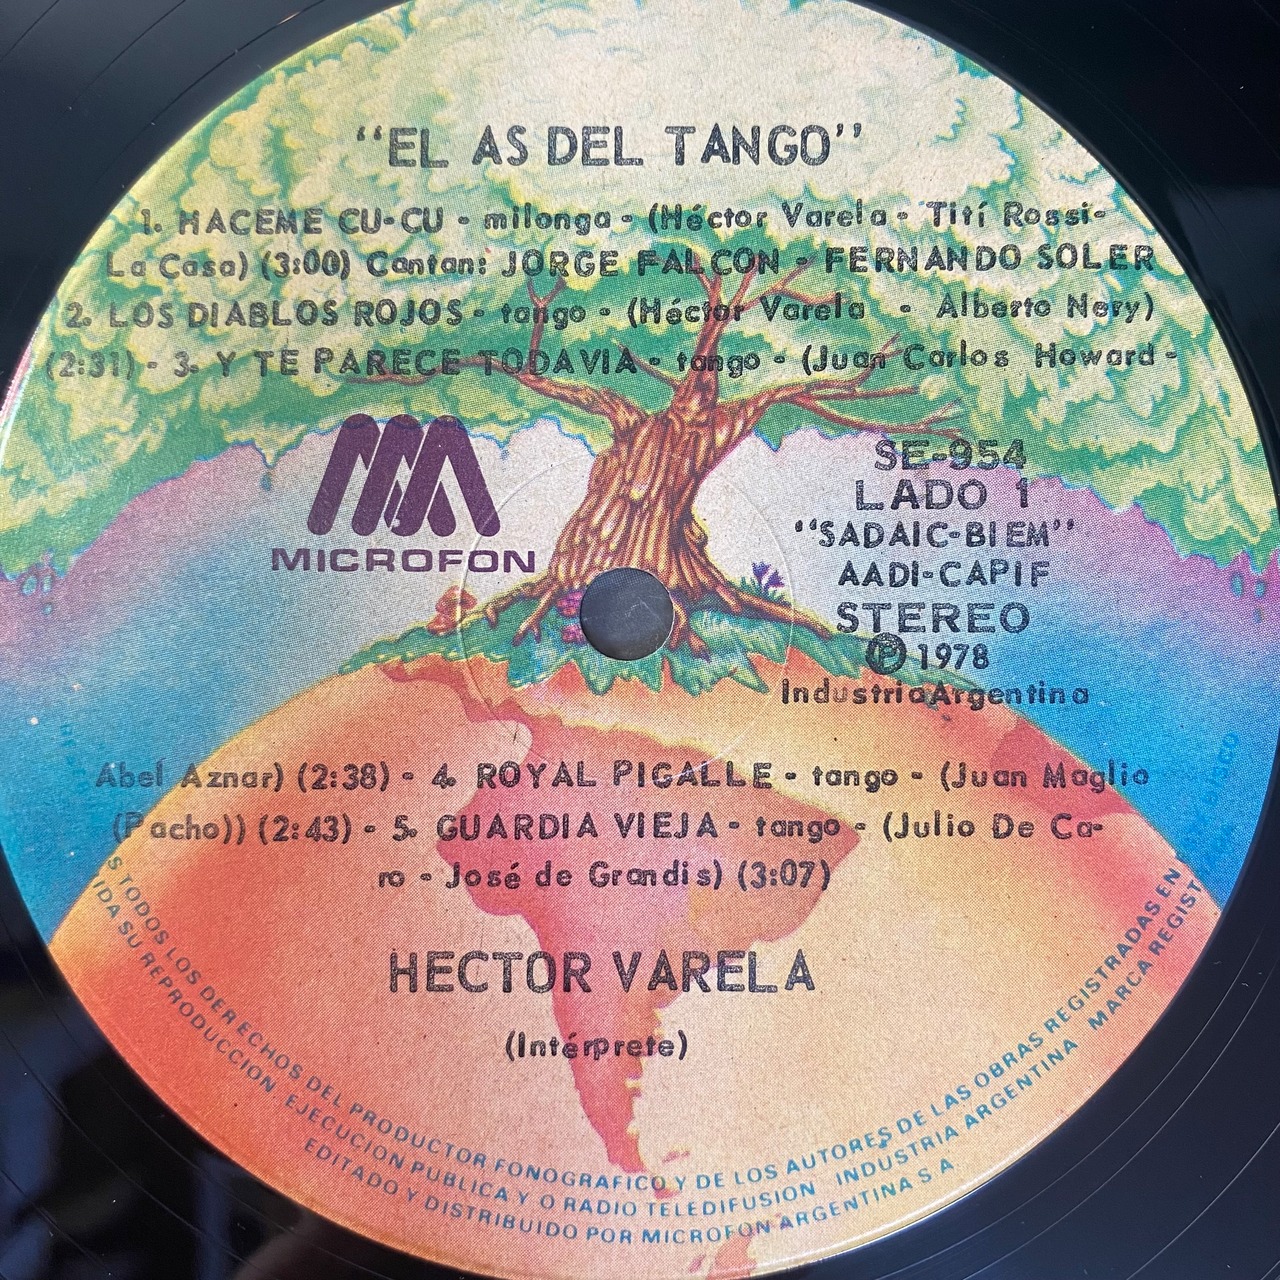 “EL AS DEL TANGO”
1. HACEME CU-CU - milonga - (Héctor Varela - Tití Rossi-
La Casa) (3:00) Cantan: JORGE FALCON - FERNANDO SOLER
2. LOS DIABLOS ROJOS - tango - (Héctor Varela - Alberto Nery)
(2:31) - 3. Y TE PARECE TODAVIA - tango - (Juan Carlos Howard -
MICROFON
SE-954
LADO 1
“SADAIC-BIEM”
AADI-CAPIF
STEREO
Ⓟ 1978
Industria Argentina
Abel Aznar) (2:38) - 4. ROYAL PIGALLE - tango - (Juan Maglio
(Pacho)) (2:43) - 5. GUARDIA VIEJA - tango - (Julio De Ca-
ro - José de Grandis) (3:07)
HECTOR VARELA
(Intérprete)
S TODOS LOS DERECHOS DEL PRODUCTOR FONOGRAFICO Y DE LOS AUTORES DE LAS OBRAS REGISTRADAS EN
IDA SU REPRODUCCION. EJECUCION PUBLICA Y O RADIO TELEDIFUSION INDUSTRIA ARGENTINA MARCA REGIST
EDITADO Y DISTRIBUIDO POR MICROFON ARGENTINA S A